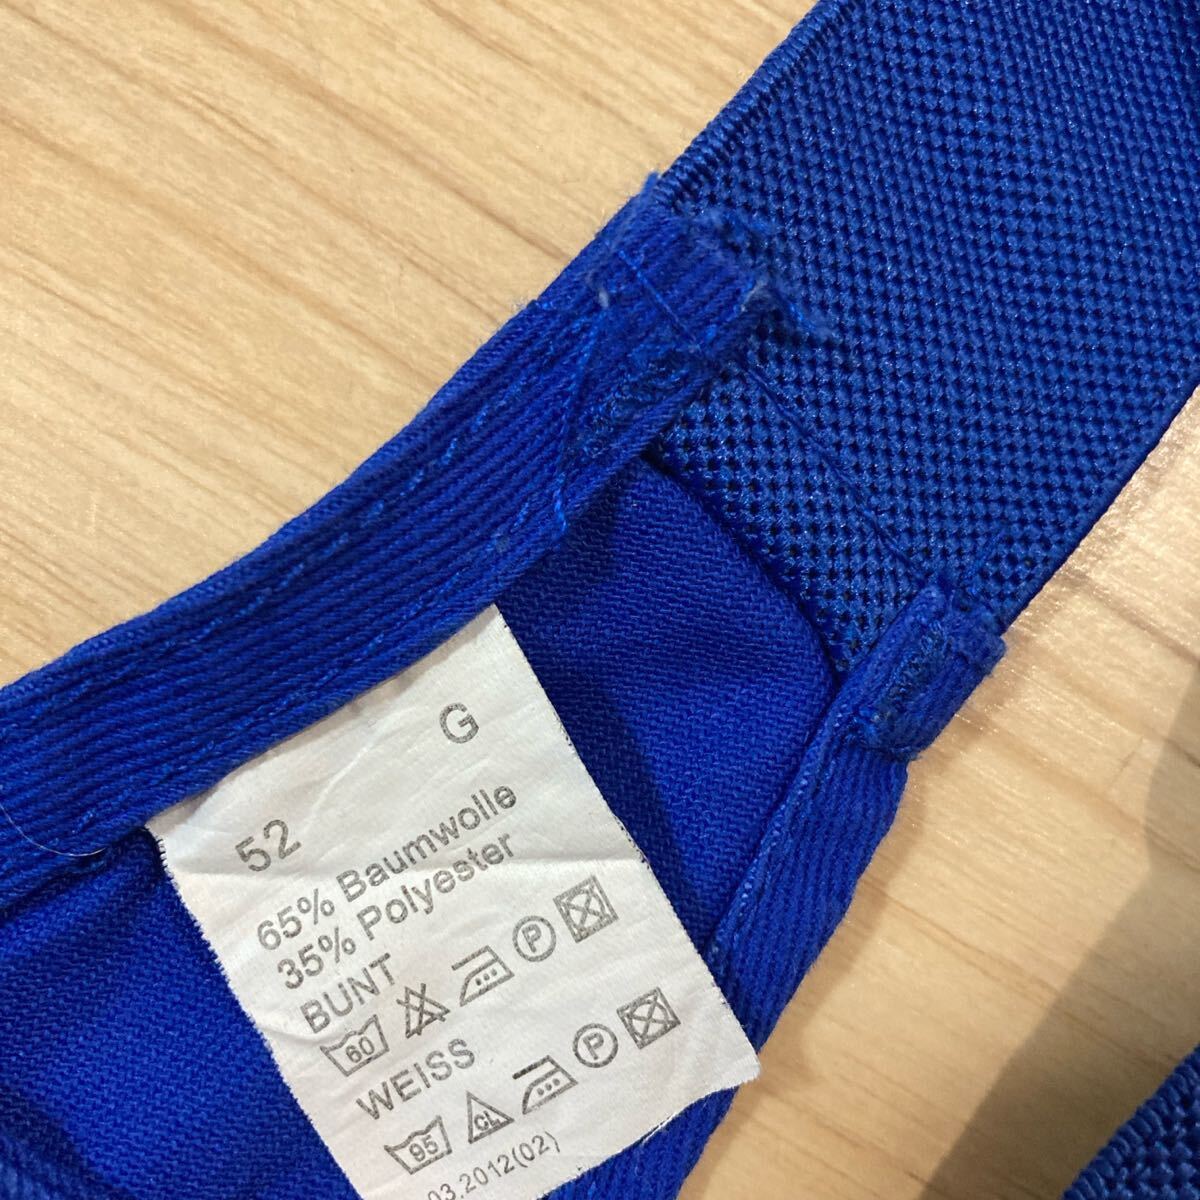 G
52
65% Baumwolle
35% Polyester
BUNT
60 P
WEISS
95 CL P
03.2012(02)